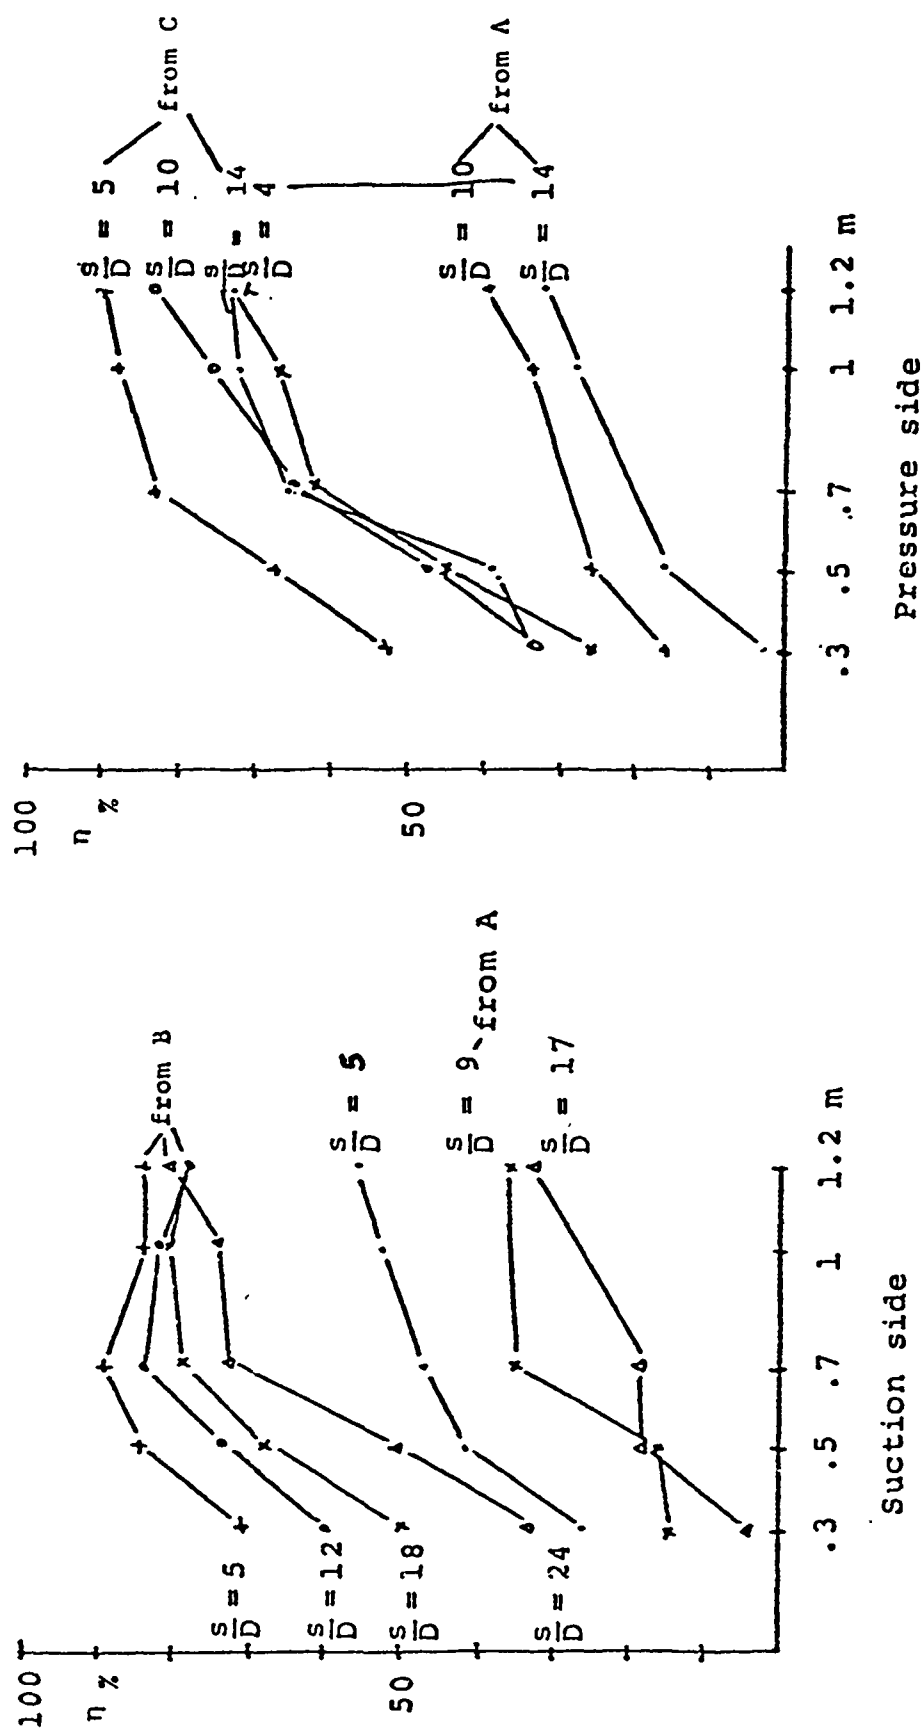 100
η %
50
from B
s/D = 5
s/D = 12
s/D = 18
s/D = 24
s/D = 5
s/D = 9 from A
s/D = 17
.3 .5 .7 1 1.2 m
Suction side
100
η %
50
s/D = 5
from C
s/D = 10
s/D = 14
s/D = 4
s/D = 10
from A
s/D = 14
.3 .5 .7 1 1.2 m
Pressure side